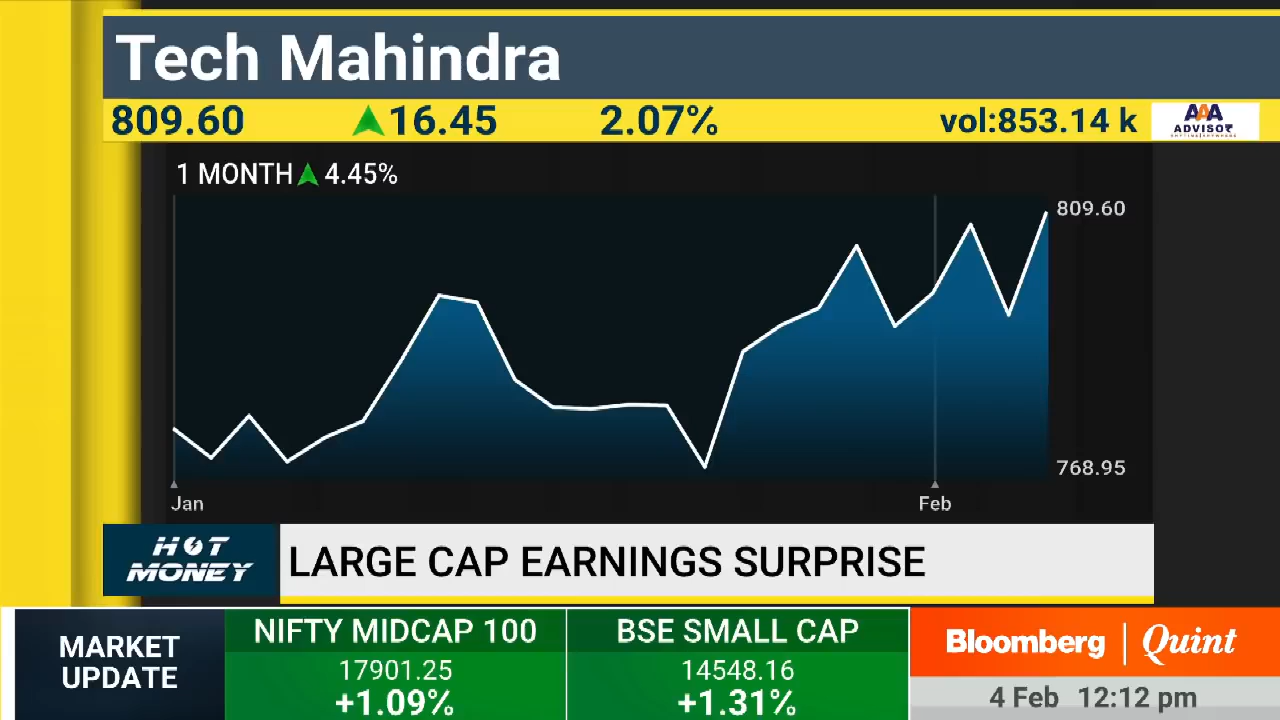 Tech Mahindra
809.60 16.45 2.07% vol:853.14 k
AAA
ADVISOR
1 MONTH 4.45%
809.60
768.95
Jan Feb
HOT
MONEY
LARGE CAP EARNINGS SURPRISE
MARKET
UPDATE
NIFTY MIDCAP 100
17901.25
+1.09%
BSE SMALL CAP
14548.16
+1.31%
Bloomberg | Quint
4 Feb 12:12 pm